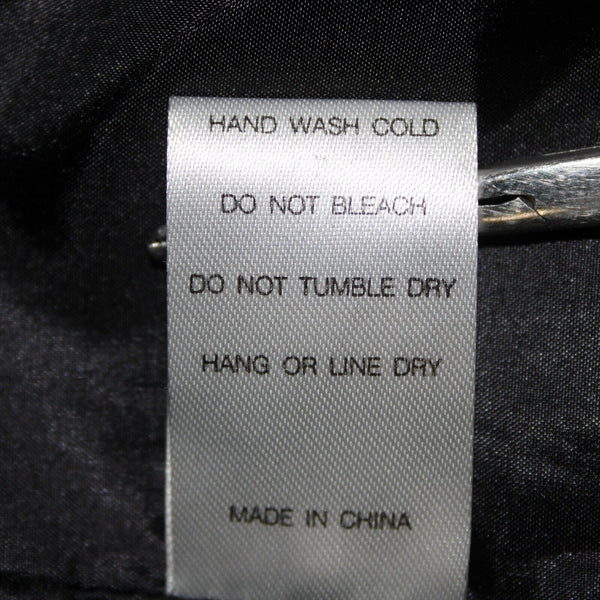 HAND WASH COLD
DO NOT BLEACH
DO NOT TUMBLE DRY
HANG OR LINE DRY
MADE IN CHINA